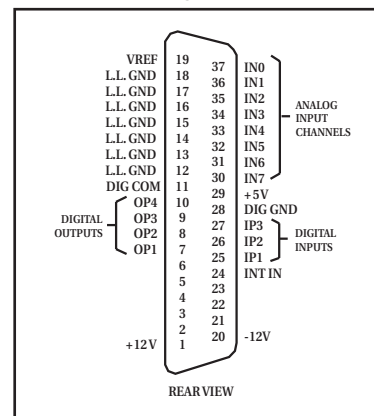 VREF 19
37 IN0
L.L. GND 18
36 IN1
L.L. GND 17
35 IN2
L.L. GND 16
34 IN3
L.L. GND 15
33 IN4
L.L. GND 14
32 IN5
L.L. GND 13
31 IN6
L.L. GND 12
30 IN7
DIG COM 11
29 +5V
OP4 10
28 DIG GND
OP3 9
27 IP3
OP2 8
26 IP2
OP1 7
25 IP1
6
24 INT IN
5
23
4
22
3
21
2
20 -12V
+12V 1
ANALOG
INPUT
CHANNELS
DIGITAL
OUTPUTS
DIGITAL
INPUTS
REAR VIEW